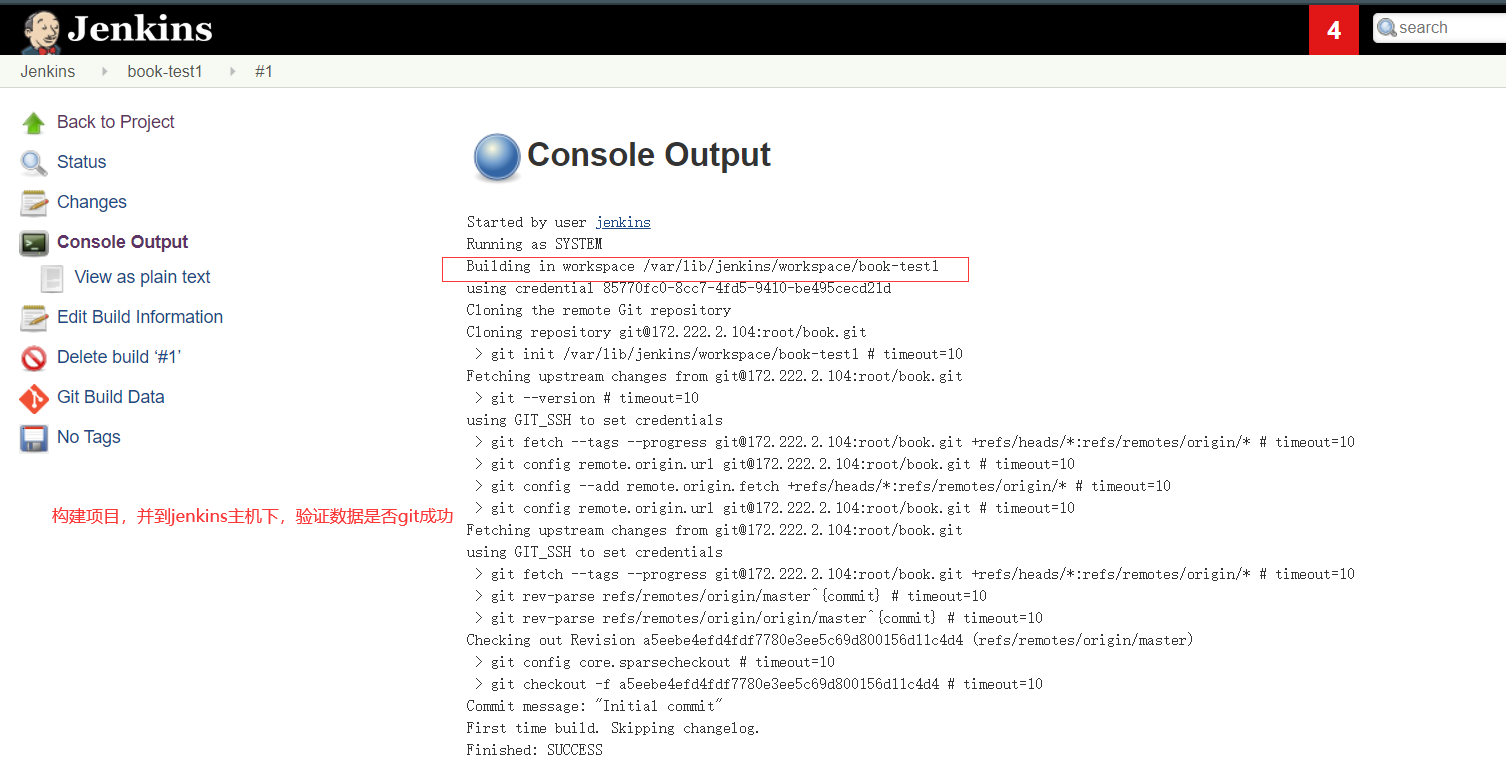 Jenkins
4
search
Jenkins
book-test1
#1
Back to Project
Status
Changes
Console Output
View as plain text
Edit Build Information
Delete build ‘#1’
Git Build Data
No Tags
构建项目，并到jenkins主机下，验证数据是否git成功
Console Output
Started by user jenkins
Running as SYSTEM
Building in workspace /var/lib/jenkins/workspace/book-test1
using credential 85770fc0-8cc7-4fd5-9410-be495cecd21d
Cloning the remote Git repository
Cloning repository git@172.222.2.104:root/book.git
> git init /var/lib/jenkins/workspace/book-test1 # timeout=10
Fetching upstream changes from git@172.222.2.104:root/book.git
> git --version # timeout=10
using GIT_SSH to set credentials
> git fetch --tags --progress git@172.222.2.104:root/book.git +refs/heads/*:refs/remotes/origin/* # timeout=10
> git config remote.origin.url git@172.222.2.104:root/book.git # timeout=10
> git config --add remote.origin.fetch +refs/heads/*:refs/remotes/origin/* # timeout=10
> git config remote.origin.url git@172.222.2.104:root/book.git # timeout=10
Fetching upstream changes from git@172.222.2.104:root/book.git
using GIT_SSH to set credentials
> git fetch --tags --progress git@172.222.2.104:root/book.git +refs/heads/*:refs/remotes/origin/* # timeout=10
> git rev-parse refs/remotes/origin/master^{commit} # timeout=10
> git rev-parse refs/remotes/origin/origin/master^{commit} # timeout=10
Checking out Revision a5eebe4efd4fdf7780e3ee5c69d800156d11c4d4 (refs/remotes/origin/master)
> git config core.sparsecheckout # timeout=10
> git checkout -f a5eebe4efd4fdf7780e3ee5c69d800156d11c4d4 # timeout=10
Commit message: "Initial commit"
First time build. Skipping changelog.
Finished: SUCCESS